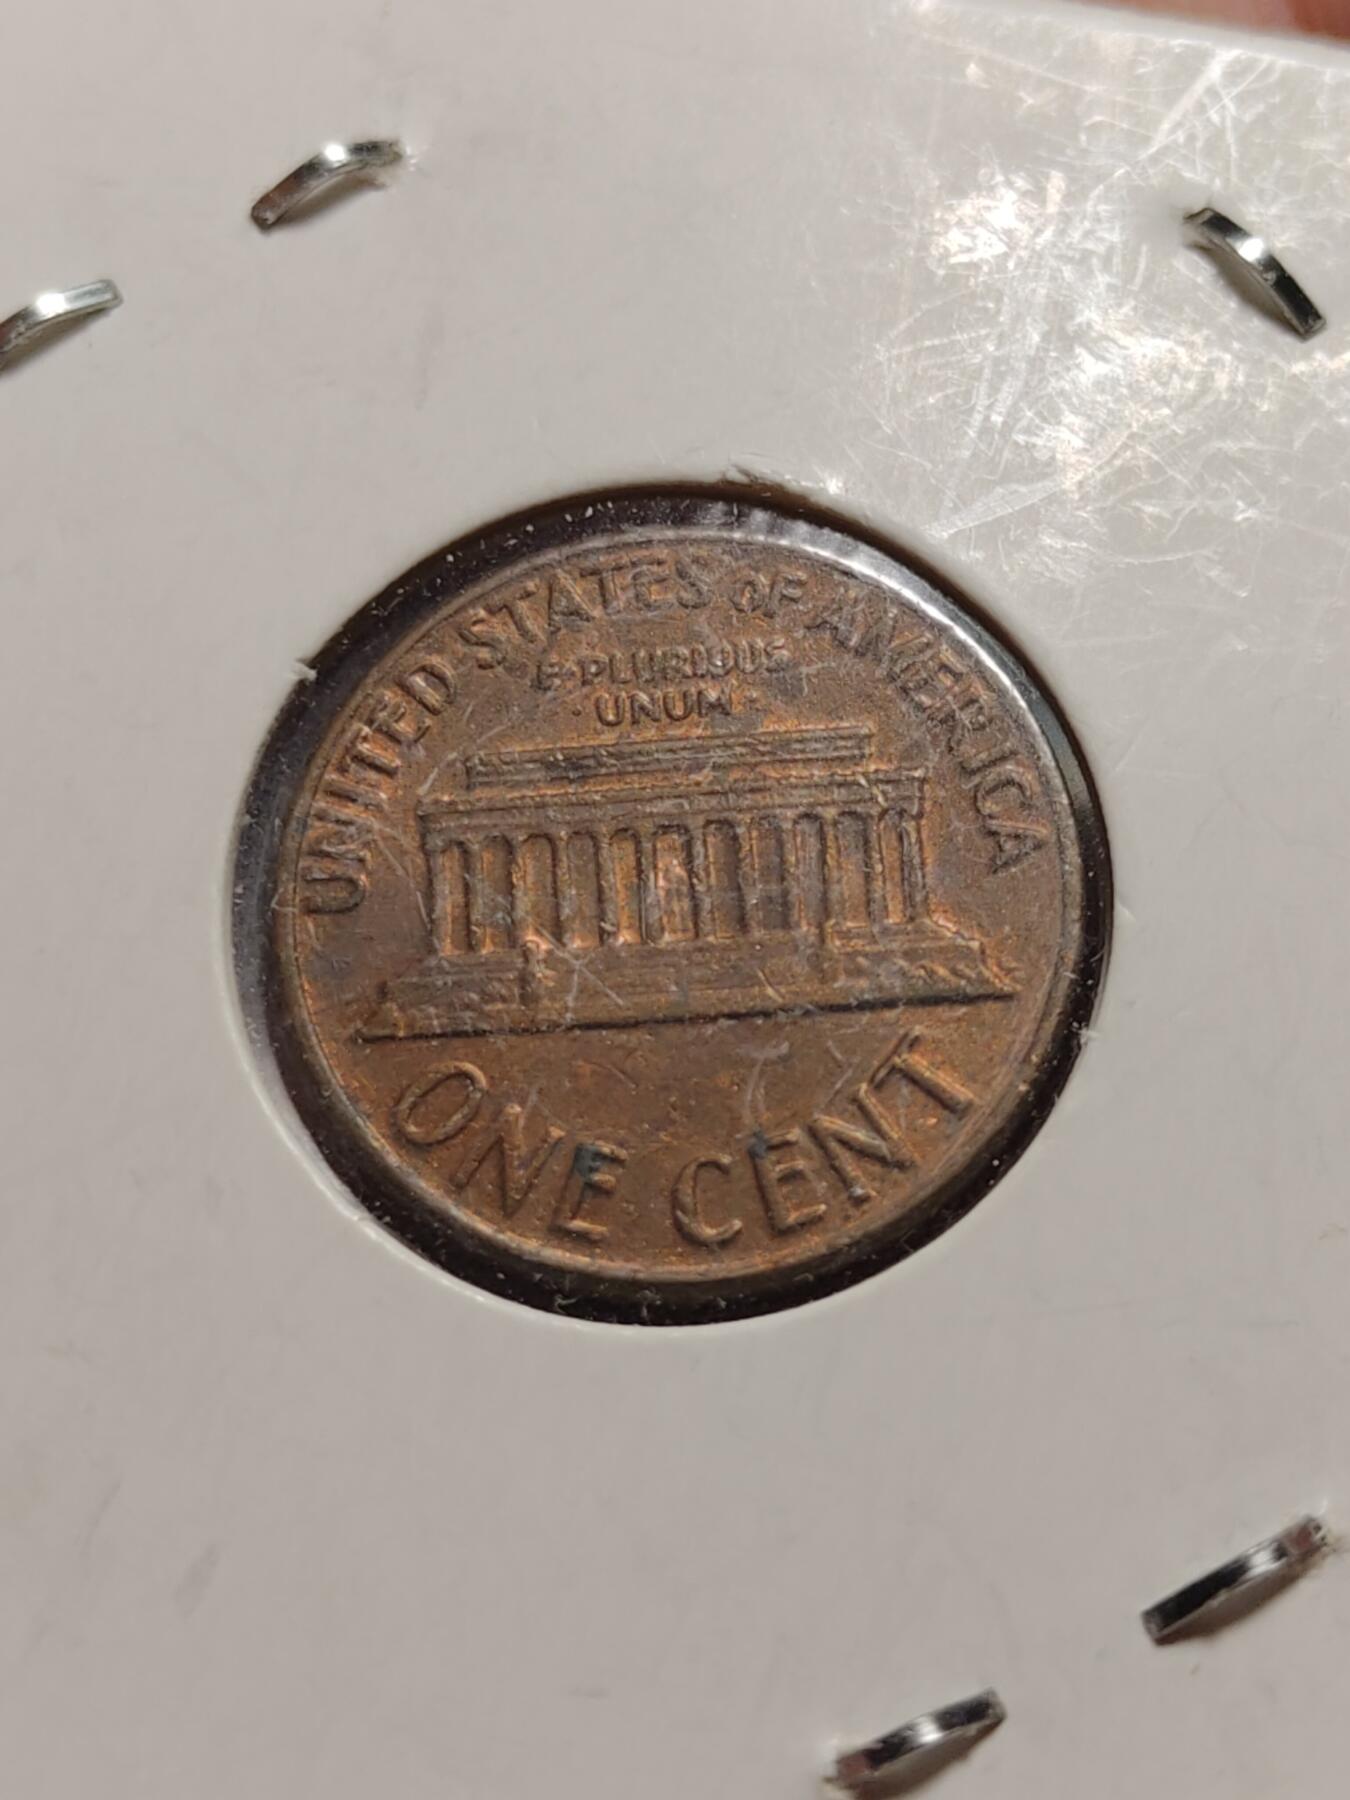 UNITED STATES OF AMERICA
E·PLURIBUS
·UNUM·
ONE CENT